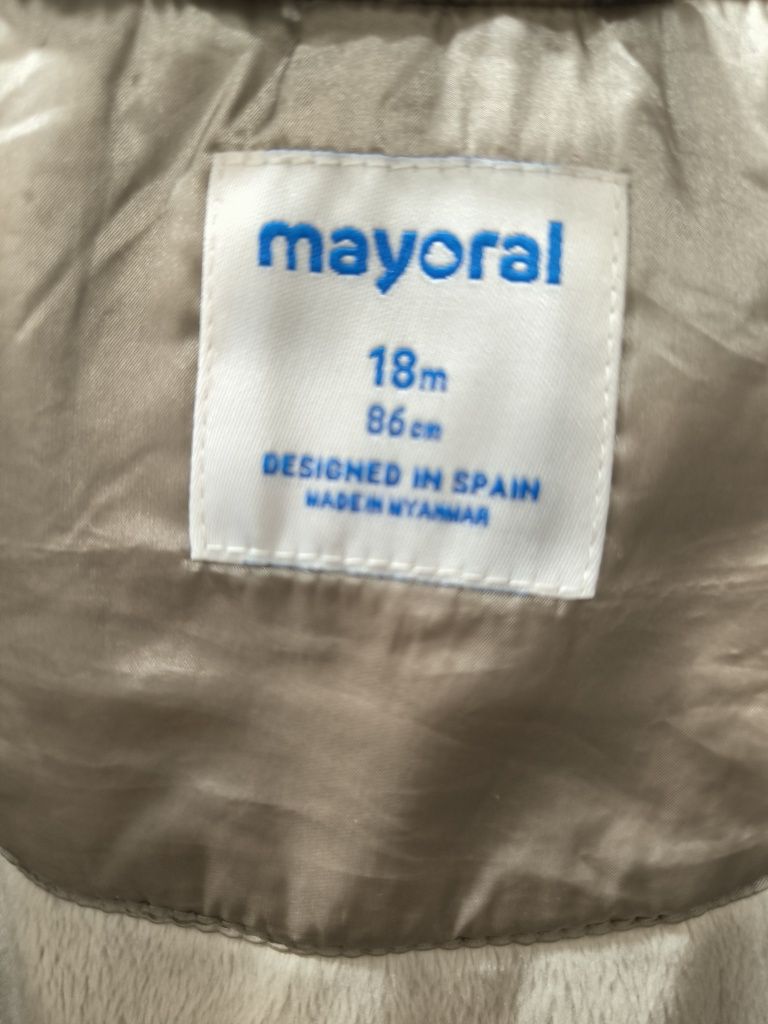 mayoral
18m
86cm
DESIGNED IN SPAIN
MADE IN MYANMAR